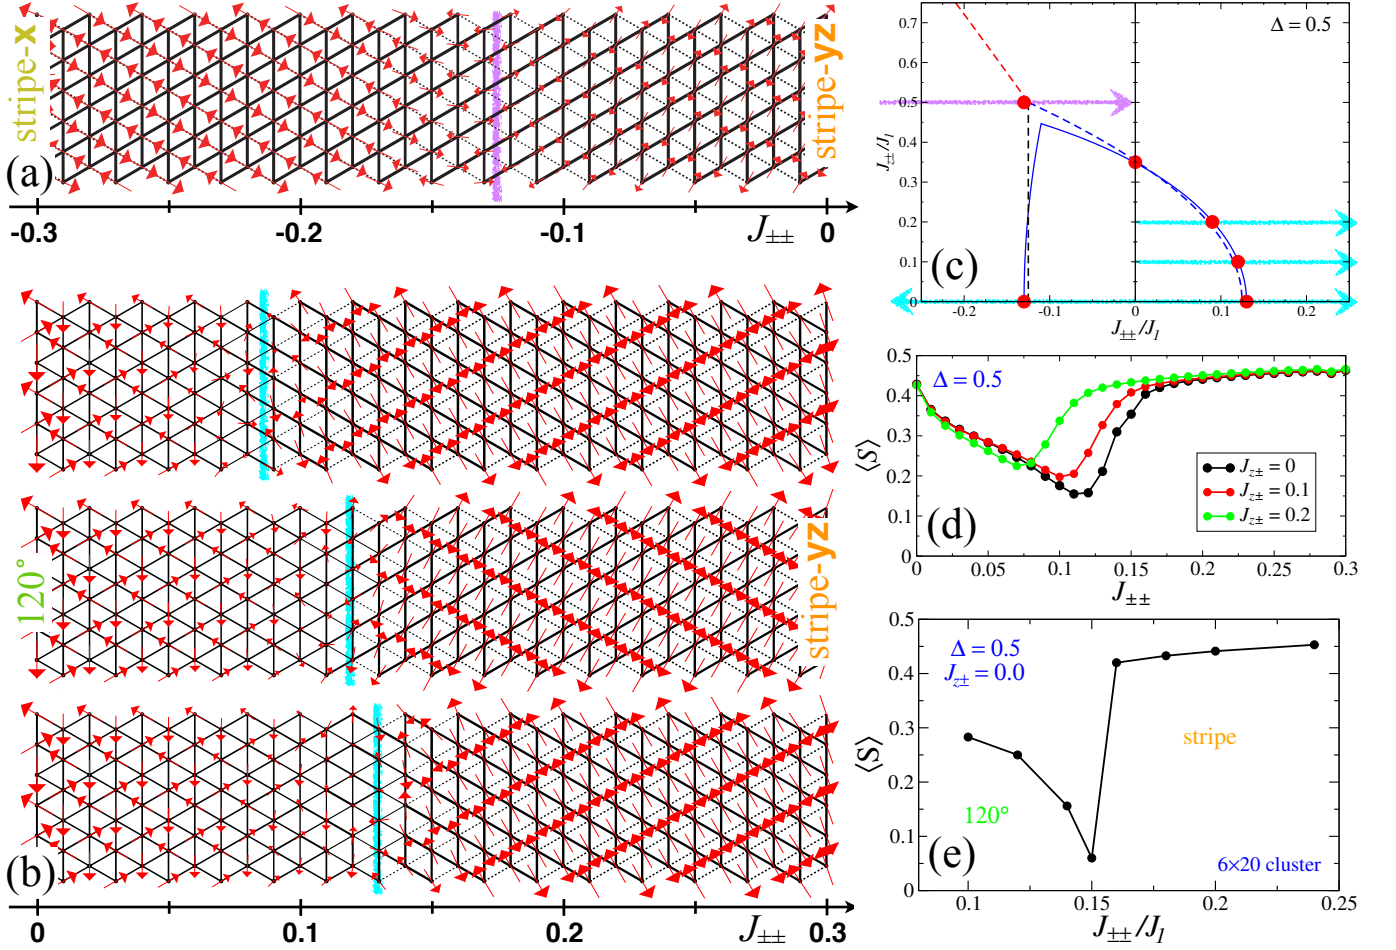 stripe-x
stripe-yz
(a)
-0.3
-0.2
-0.1
J±±
0
120°
stripe-yz
(b)
0
0.1
0.2
J±±
0.3
Δ = 0.5
0.7
0.6
0.5
0.4
0.3
0.2
0.1
0
Jz±/J1
(c)
-0.2
-0.1
0
0.1
0.2
J±±/J1
0.5
0.4
0.3
0.2
0.1
0
⟨S⟩
Δ = 0.5
(d)
Jz± = 0
Jz± = 0.1
Jz± = 0.2
0
0.05
0.1
0.15
0.2
0.25
0.3
J±±
0.5
0.4
0.3
0.2
0.1
0
⟨S⟩
Δ = 0.5
Jz± = 0.0
stripe
120°
(e)
6×20 cluster
0.1
0.15
0.2
0.25
J±±/J1